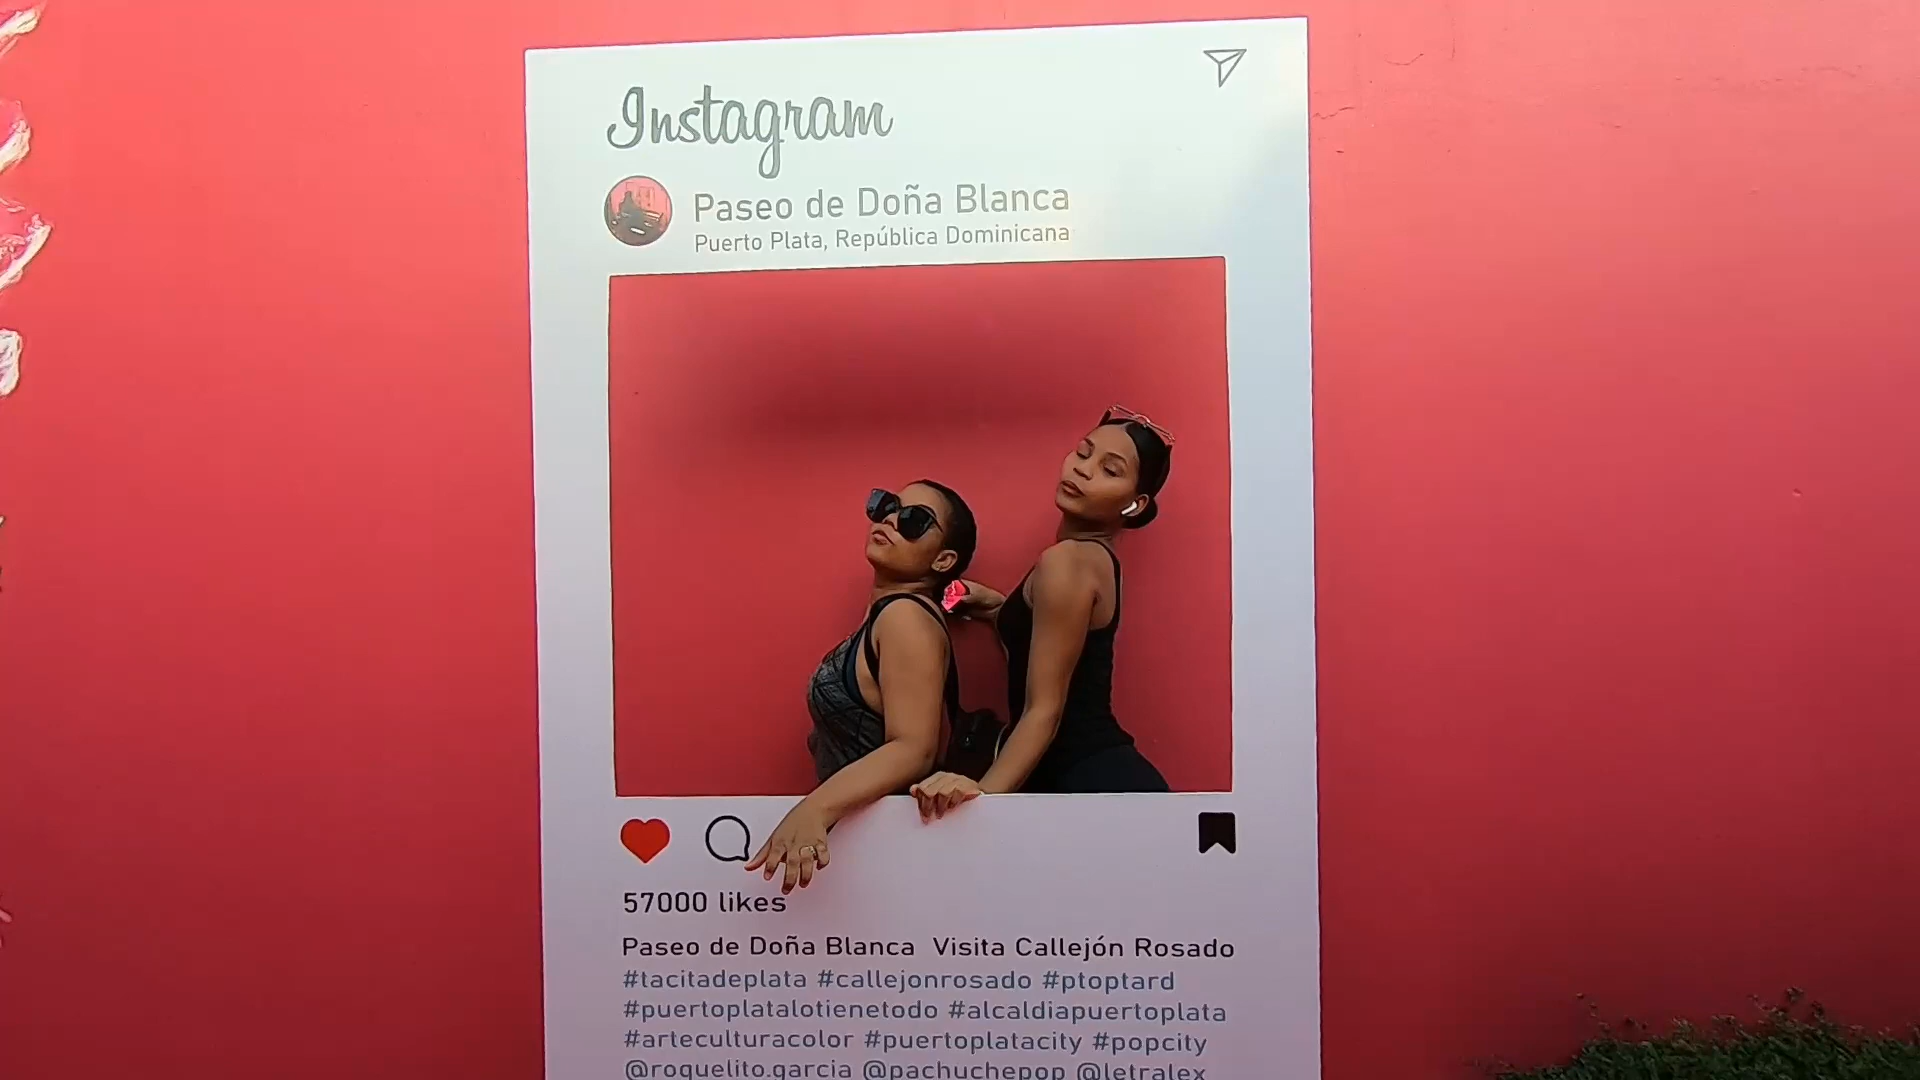 Instagram
Paseo de Doña Blanca
Puerto Plata, República Dominicana
57000 likes
Paseo de Doña Blanca Visita Callejón Rosado
#tacitadeplata #callejonrosado #ptoptard
#puertoplatalotienetodo #alcaldiapuertoplata
#arteculturacolor #puertoplatacity #popcity
@roquelito.garcia @pachuchepop @letralex